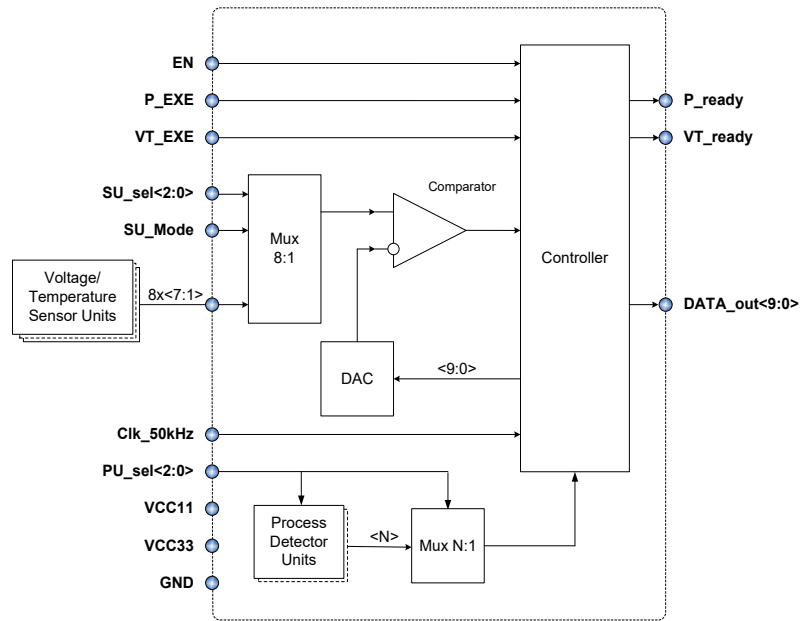 EN
P_EXE
VT_EXE
P_ready
VT_ready
SU_sel<2:0>
SU_Mode
Mux
8:1
Comparator
Controller
Voltage/
Temperature
Sensor Units
8x<7:1>
DATA_out<9:0>
DAC
<9:0>
Clk_50kHz
PU_sel<2:0>
VCC11
VCC33
GND
Process
Detector
Units
<N>
Mux N:1